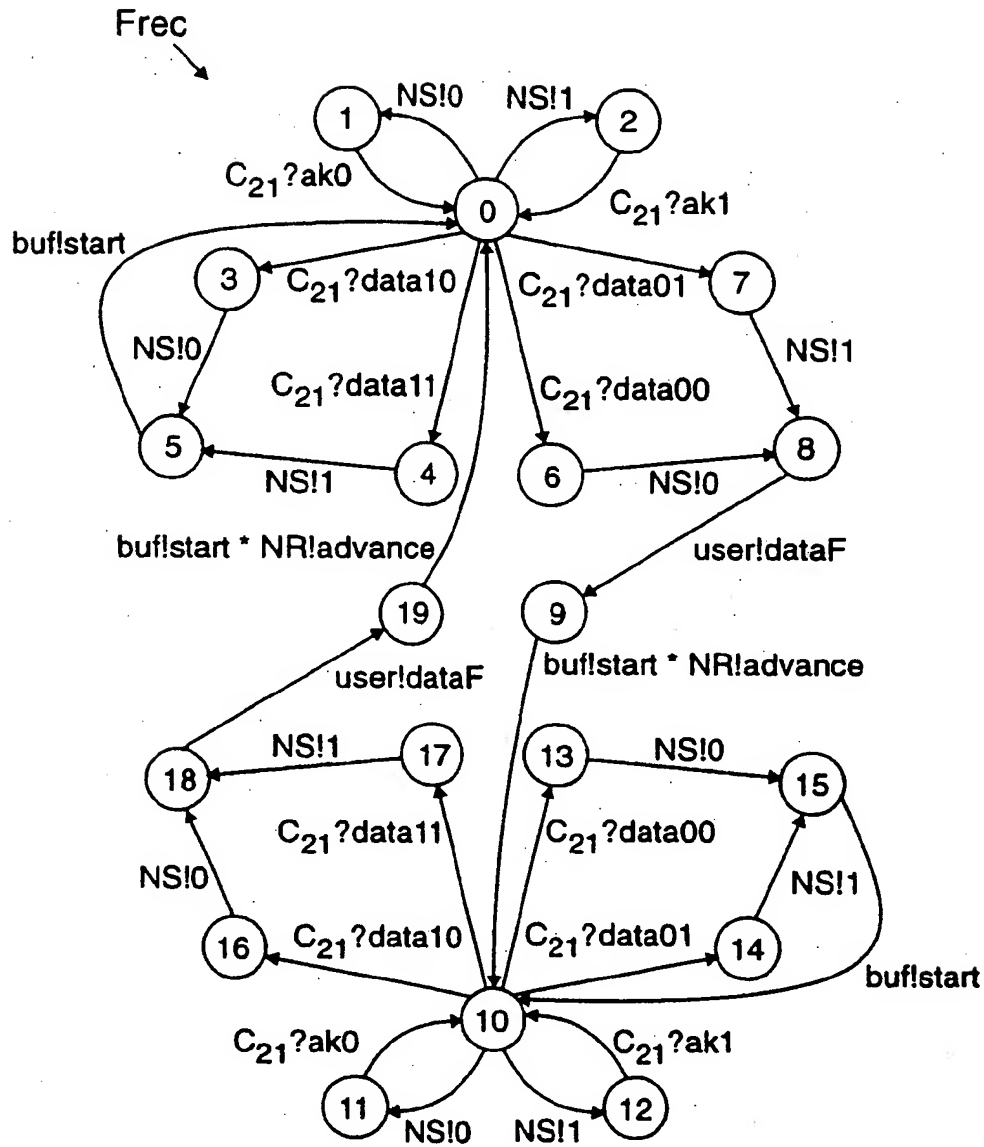 Frec
NS!0
NS!1
1
2
C21?ak0
C21?ak1
0
buf!start
3
C21?data10
C21?data01
7
NS!0
NS!1
C21?data11
C21?data00
5
4
6
8
NS!1
NS!0
buf!start * NR!advance
user!dataF
19
9
user!dataF
buf!start * NR!advance
NS!1
17
13
NS!0
18
15
C21?data11
C21?data00
NS!0
NS!1
16
C21?data10
C21?data01
14
buf!start
10
C21?ak0
C21?ak1
11
12
NS!0
NS!1